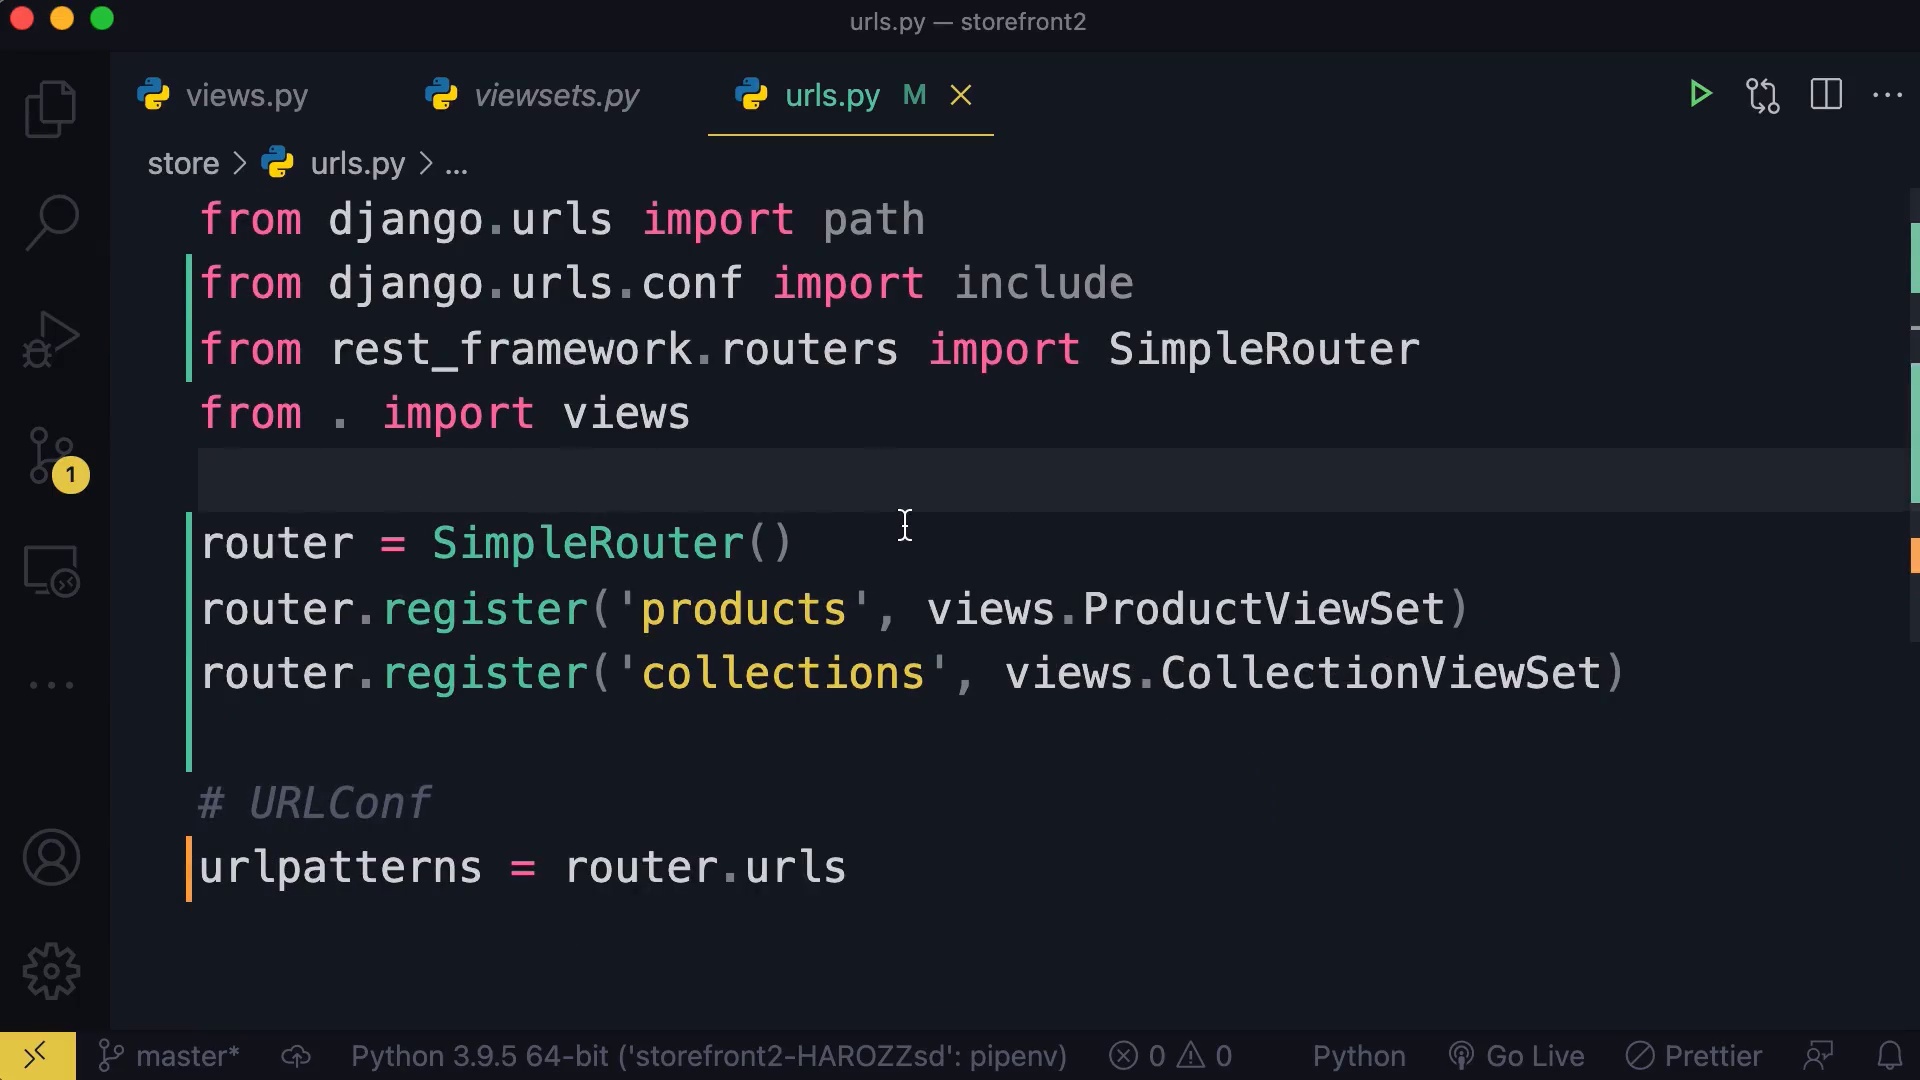 urls.py — storefront2
views.py
viewsets.py
urls.py M
store > urls.py > ...
from django.urls import path
from django.urls.conf import include
from rest_framework.routers import SimpleRouter
from . import views
router = SimpleRouter()
router.register('products', views.ProductViewSet)
router.register('collections', views.CollectionViewSet)
# URLConf
urlpatterns = router.urls
1
master* Python 3.9.5 64-bit ('storefront2-HAROZZsd': pipenv) 0 0 Python Go Live Prettier